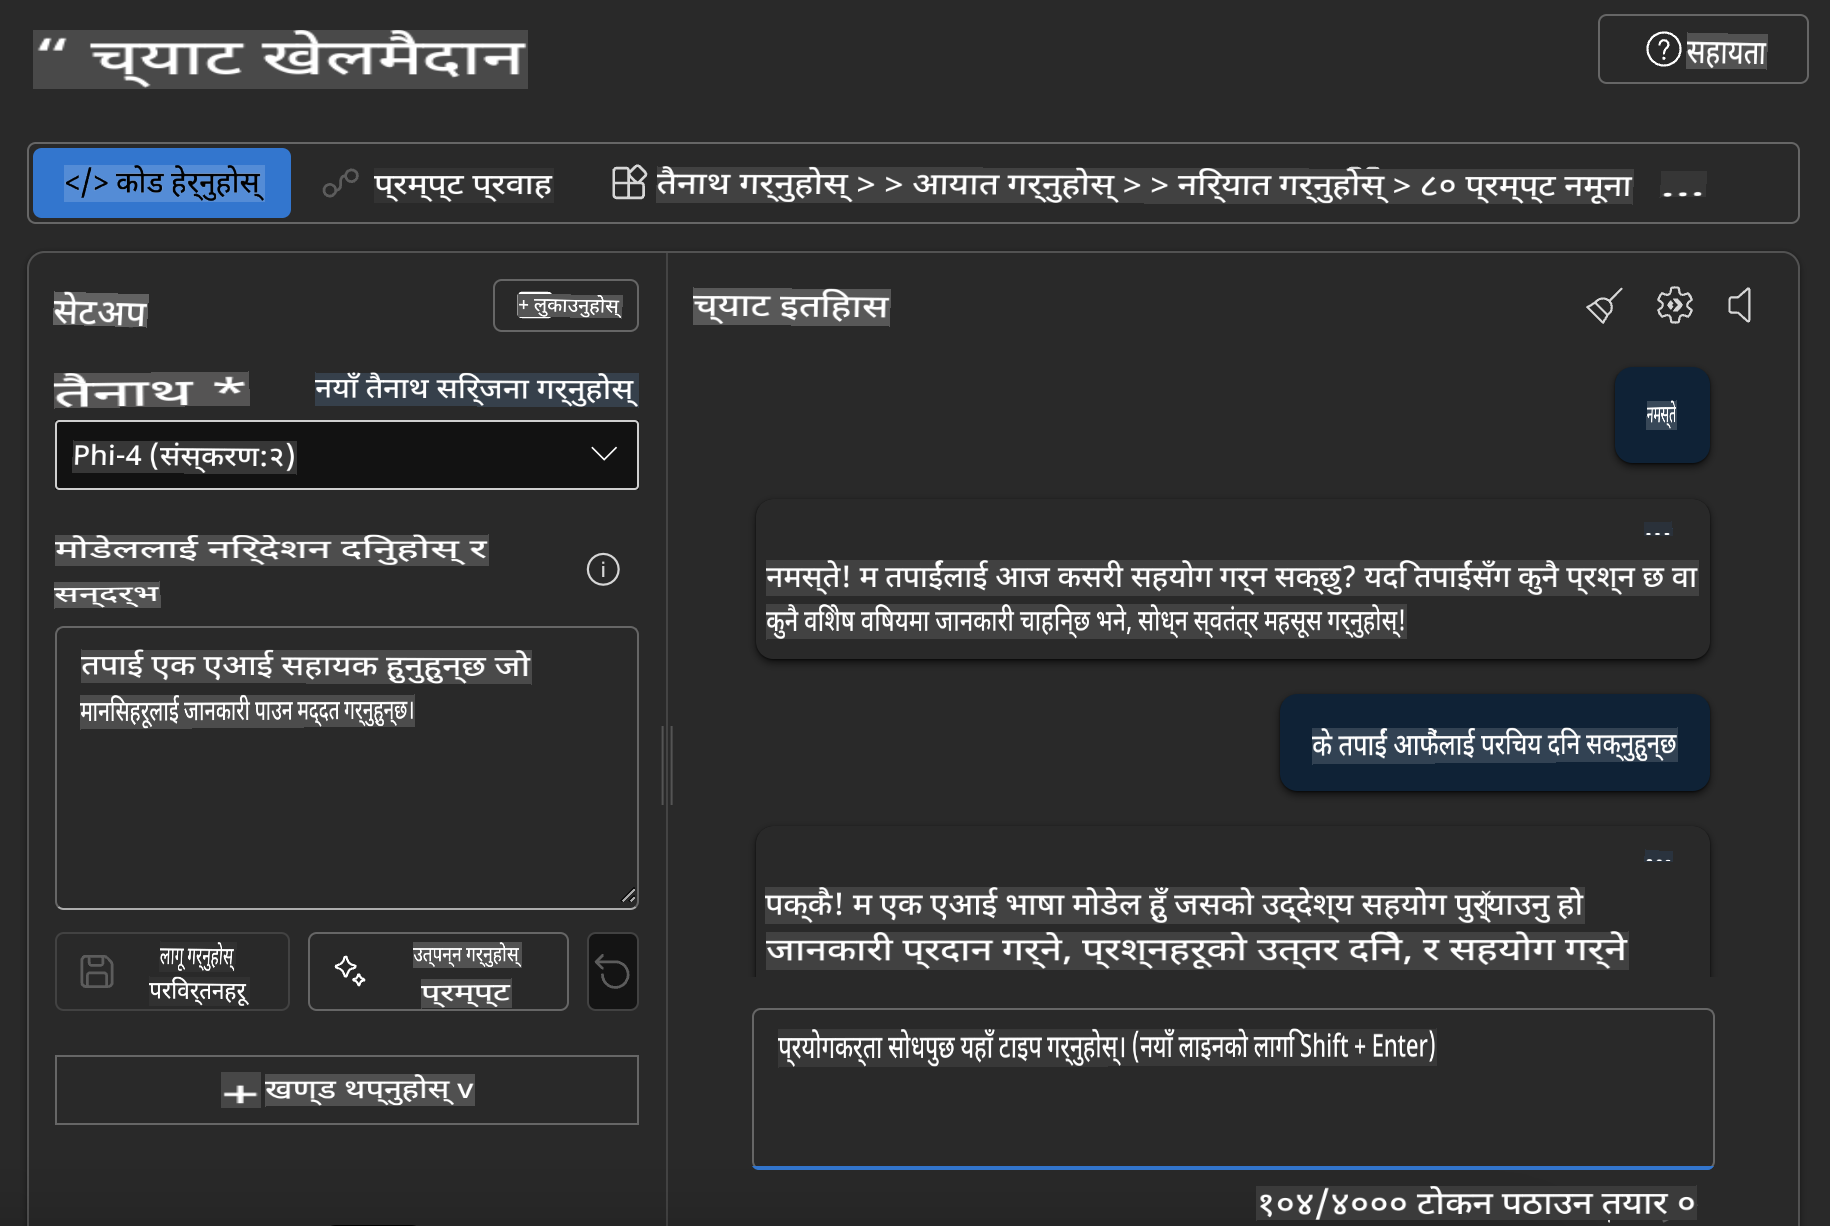 “ च्याट खेलमैदान
सहायता
</> कोड हेर्नुहोस्
प्रम्प्ट प्रवाह
तैनाथ गर्नुहोस् > > आयात गर्नुहोस् > > निर्यात गर्नुहोस् > ८० प्रम्प्ट नमूना ...
सेटअप
+ लुकाउनुहोस्
तैनाथ *
नयाँ तैनाथ सिर्जना गर्नुहोस्
Phi-4 (संस्करण:२)
मोडेललाई निर्देशन दिनुहोस् र
सन्दर्भ
तपाई एक एआई सहायक हुनुहुन्छ जो
मानिसहरूलाई जानकारी पाउन मद्दत गर्नुहुन्छ।
लागू गर्नुहोस्
परिवर्तनहरू
उत्पन्न गर्नुहोस्
प्रम्प्ट
+ खण्ड थप्नुहोस् v
च्याट इतिहास
नमस्ते
...
नमस्ते! म तपाईंलाई आज कसरी सहयोग गर्न सक्छु? यदि तपाईंसँग कुनै प्रश्न छ वा
कुनै विशेष विषयमा जानकारी चाहिन्छ भने, सोध्न स्वतंत्र महसूस गर्नुहोस्!
के तपाईं आफैंलाई परिचय दिन सक्नुहुन्छ
...
पक्कै! म एक एआई भाषा मोडेल हुँ जसको उद्देश्य सहयोग पुर्‍याउनु हो
जानकारी प्रदान गर्ने, प्रश्नहरूको उत्तर दिने, र सहयोग गर्ने
प्रयोगकर्ता सोधपुछ यहाँ टाइप गर्नुहोस्। (नयाँ लाइनको लागि Shift + Enter)
१०४/४००० टोकन पठाउन तयार ०